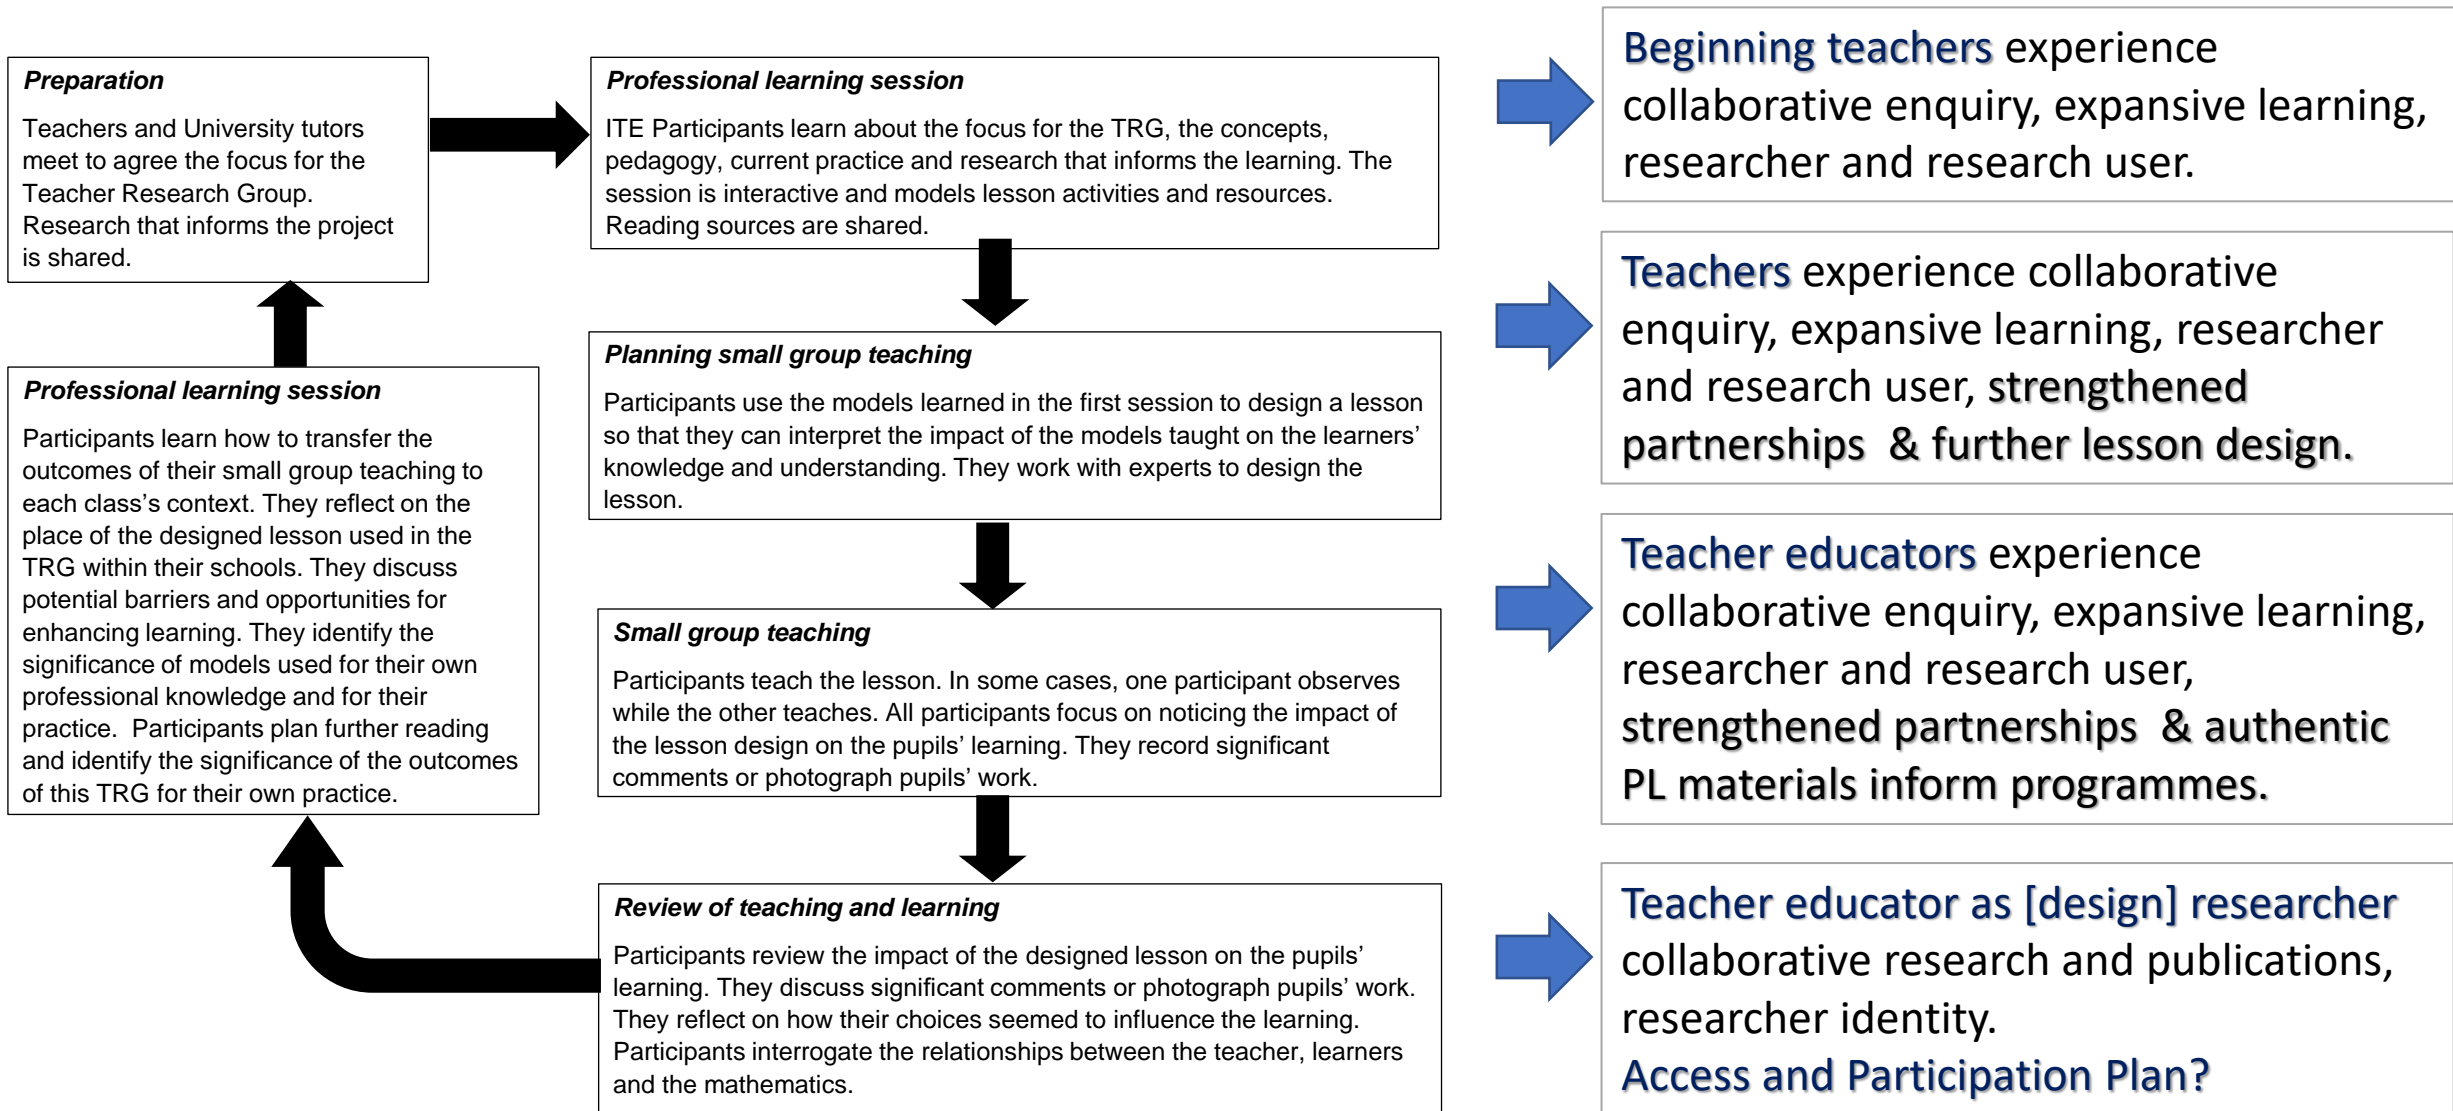 Preparation
Teachers and University tutors
meet to agree the focus for the
Teacher Research Group.
Research that informs the project
is shared.
Professional learning session
ITE Participants learn about the focus for the TRG, the concepts,
pedagogy, current practice and research that informs the learning. The
session is interactive and models lesson activities and resources.
Reading sources are shared.
Planning small group teaching
Participants use the models learned in the first session to design a lesson
so that they can interpret the impact of the models taught on the learners’
knowledge and understanding. They work with experts to design the
lesson.
Small group teaching
Participants teach the lesson. In some cases, one participant observes
while the other teaches. All participants focus on noticing the impact of
the lesson design on the pupils’ learning. They record significant
comments or photograph pupils’ work.
Review of teaching and learning
Participants review the impact of the designed lesson on the pupils’
learning. They discuss significant comments or photograph pupils’ work.
They reflect on how their choices seemed to influence the learning.
Participants interrogate the relationships between the teacher, learners
and the mathematics.
Professional learning session
Participants learn how to transfer the
outcomes of their small group teaching to
each class’s context. They reflect on the
place of the designed lesson used in the
TRG within their schools. They discuss
potential barriers and opportunities for
enhancing learning. They identify the
significance of models used for their own
professional knowledge and for their
practice.  Participants plan further reading
and identify the significance of the outcomes
of this TRG for their own practice.
Beginning teachers experience
collaborative enquiry, expansive learning,
researcher and research user.
Teachers experience collaborative
enquiry, expansive learning, researcher
and research user, strengthened
partnerships  & further lesson design.
Teacher educators experience
collaborative enquiry, expansive learning,
researcher and research user,
strengthened partnerships  & authentic
PL materials inform programmes.
Teacher educator as [design] researcher
collaborative research and publications,
researcher identity.
Access and Participation Plan?